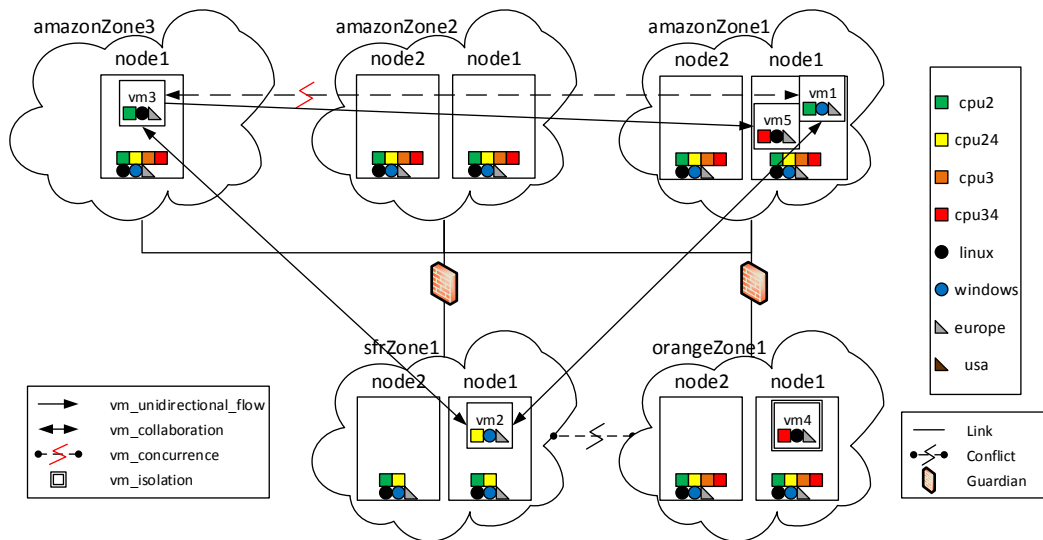 amazonZone3
amazonZone2
amazonZone1
node1
node2
node1
node2
node1
vm3
vm1
vm5
cpu2
cpu24
cpu3
cpu34
linux
windows
europe
usa
sfrZone1
orangeZone1
node2
node1
node2
node1
vm2
vm4
vm_unidirectional_flow
vm_collaboration
vm_concurrence
vm_isolation
Link
Conflict
Guardian